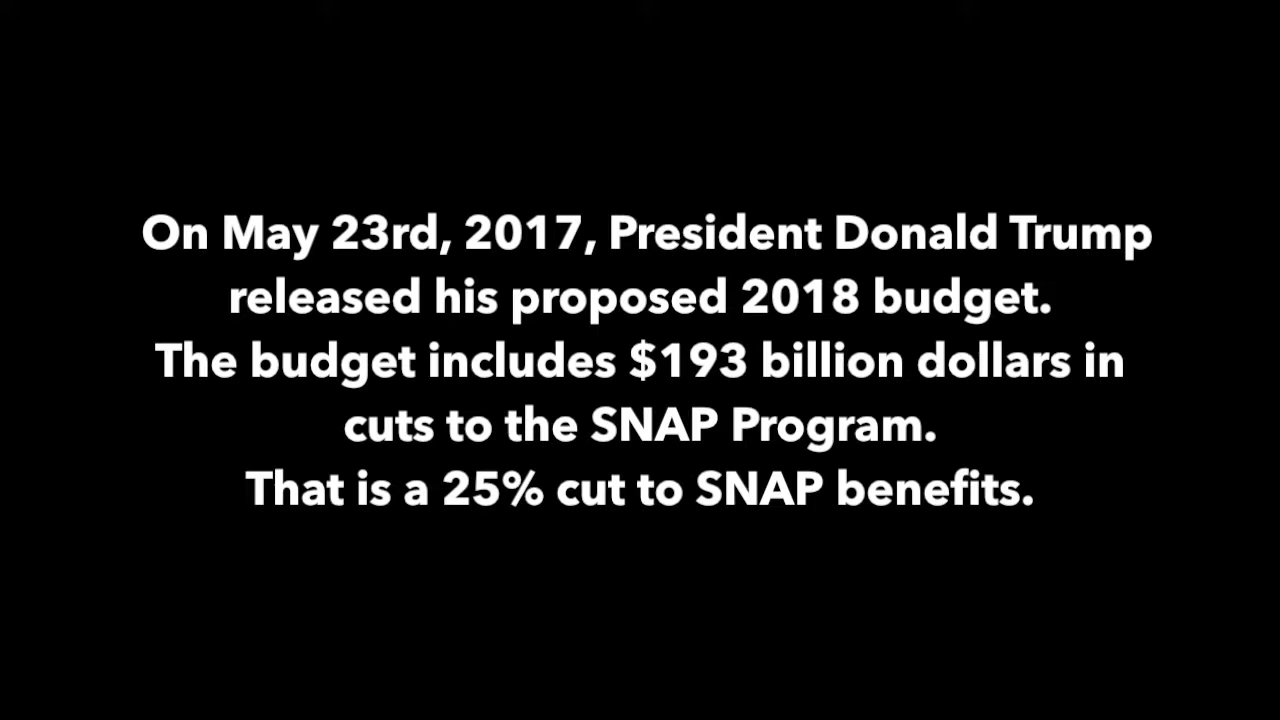 On May 23rd, 2017, President Donald Trump
released his proposed 2018 budget.
The budget includes $193 billion dollars in
cuts to the SNAP Program.
That is a 25% cut to SNAP benefits.